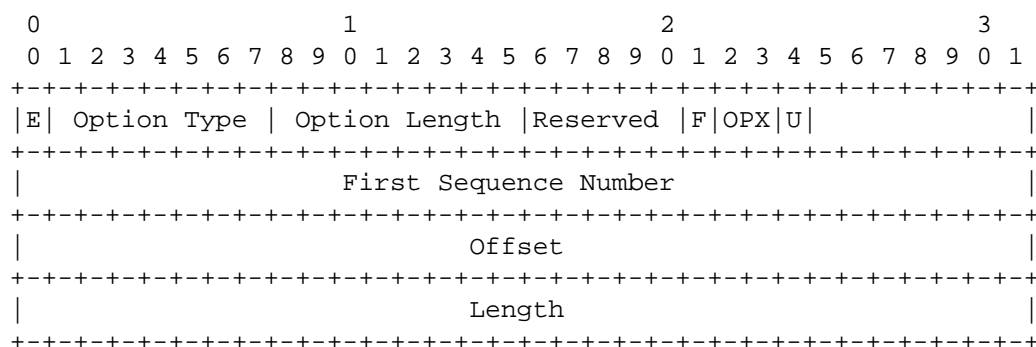 0                   1                   2                   3
 0 1 2 3 4 5 6 7 8 9 0 1 2 3 4 5 6 7 8 9 0 1 2 3 4 5 6 7 8 9 0 1
+-+-+-+-+-+-+-+-+-+-+-+-+-+-+-+-+-+-+-+-+-+-+-+-+-+-+-+-+-+-+-+-+
|E| Option Type | Option Length |Reserved |F|OPX|U|             |
+-+-+-+-+-+-+-+-+-+-+-+-+-+-+-+-+-+-+-+-+-+-+-+-+-+-+-+-+-+-+-+-+
|                    First Sequence Number                      |
+-+-+-+-+-+-+-+-+-+-+-+-+-+-+-+-+-+-+-+-+-+-+-+-+-+-+-+-+-+-+-+-+
|                            Offset                             |
+-+-+-+-+-+-+-+-+-+-+-+-+-+-+-+-+-+-+-+-+-+-+-+-+-+-+-+-+-+-+-+-+
|                            Length                             |
+-+-+-+-+-+-+-+-+-+-+-+-+-+-+-+-+-+-+-+-+-+-+-+-+-+-+-+-+-+-+-+-+